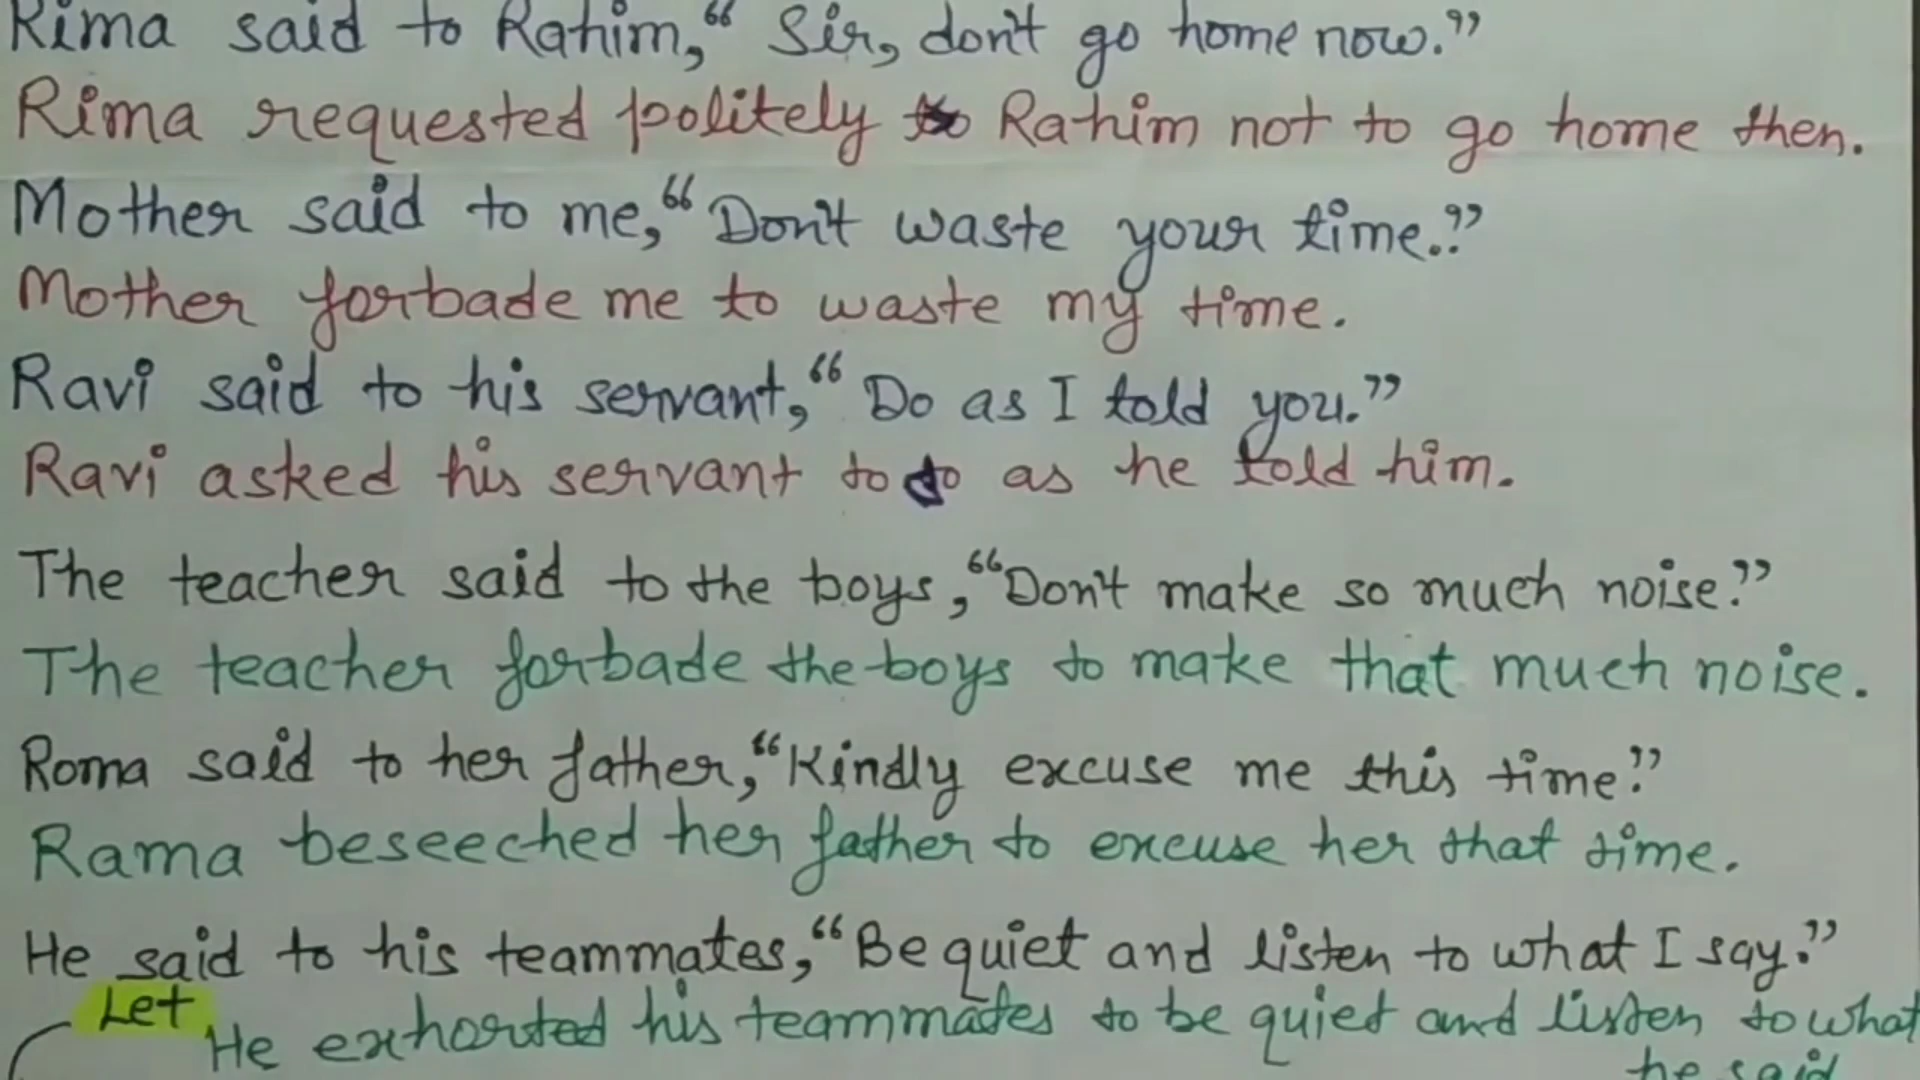 Rima said to Rahim, “Sir, don't go home now.”
Rima requested politely Rahim not to go home then.
Mother said to me, “Don't waste your time.”
Mother forbade me to waste my time.
Ravi said to his servant, “Do as I told you.”
Ravi asked his servant to do as he told him.
The teacher said to the boys, “Don't make so much noise.”
The teacher forbade the boys to make that much noise.
Roma said to her father, “Kindly excuse me this time.”
Rama beseeched her father to excuse her that time.
He said to his teammates, “Be quiet and listen to what I say.”
Let
He exhorted his teammates to be quiet and listen to what
he said